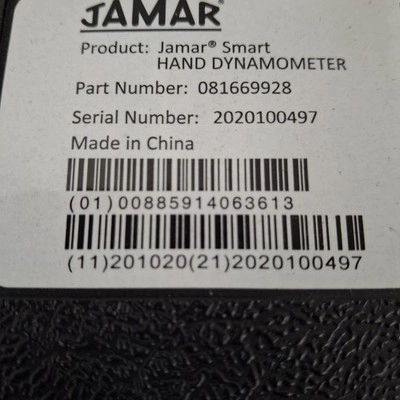 JAMAR®
Product: Jamar® Smart
HAND DYNAMOMETER
Part Number: 081669928
Serial Number: 2020100497
Made in China
(01)00885914063613
(11)201020(21)2020100497